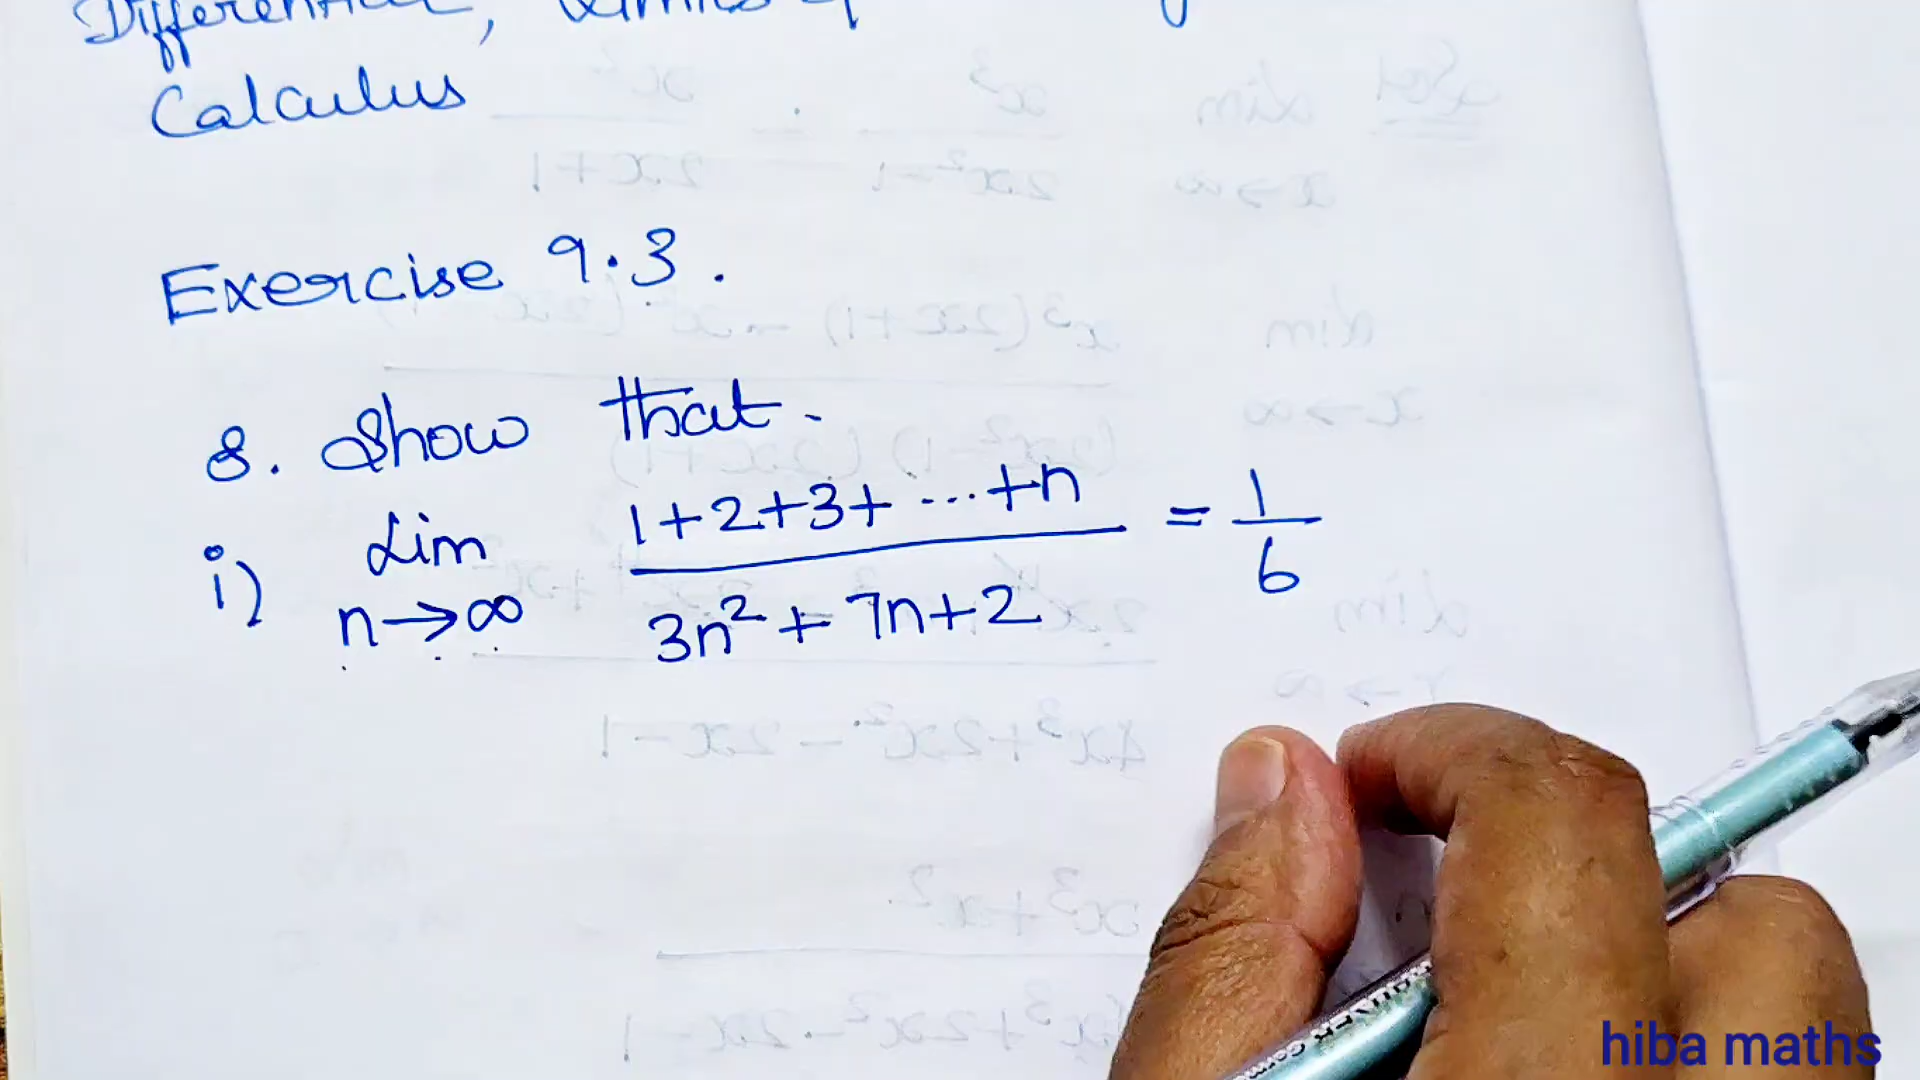 Calculus
Exercise 9.3.
8. Show that.
i) Lim n→∞ 1+2+3+ ... +n / 3n²+7n+2 = 1/6
hiba maths